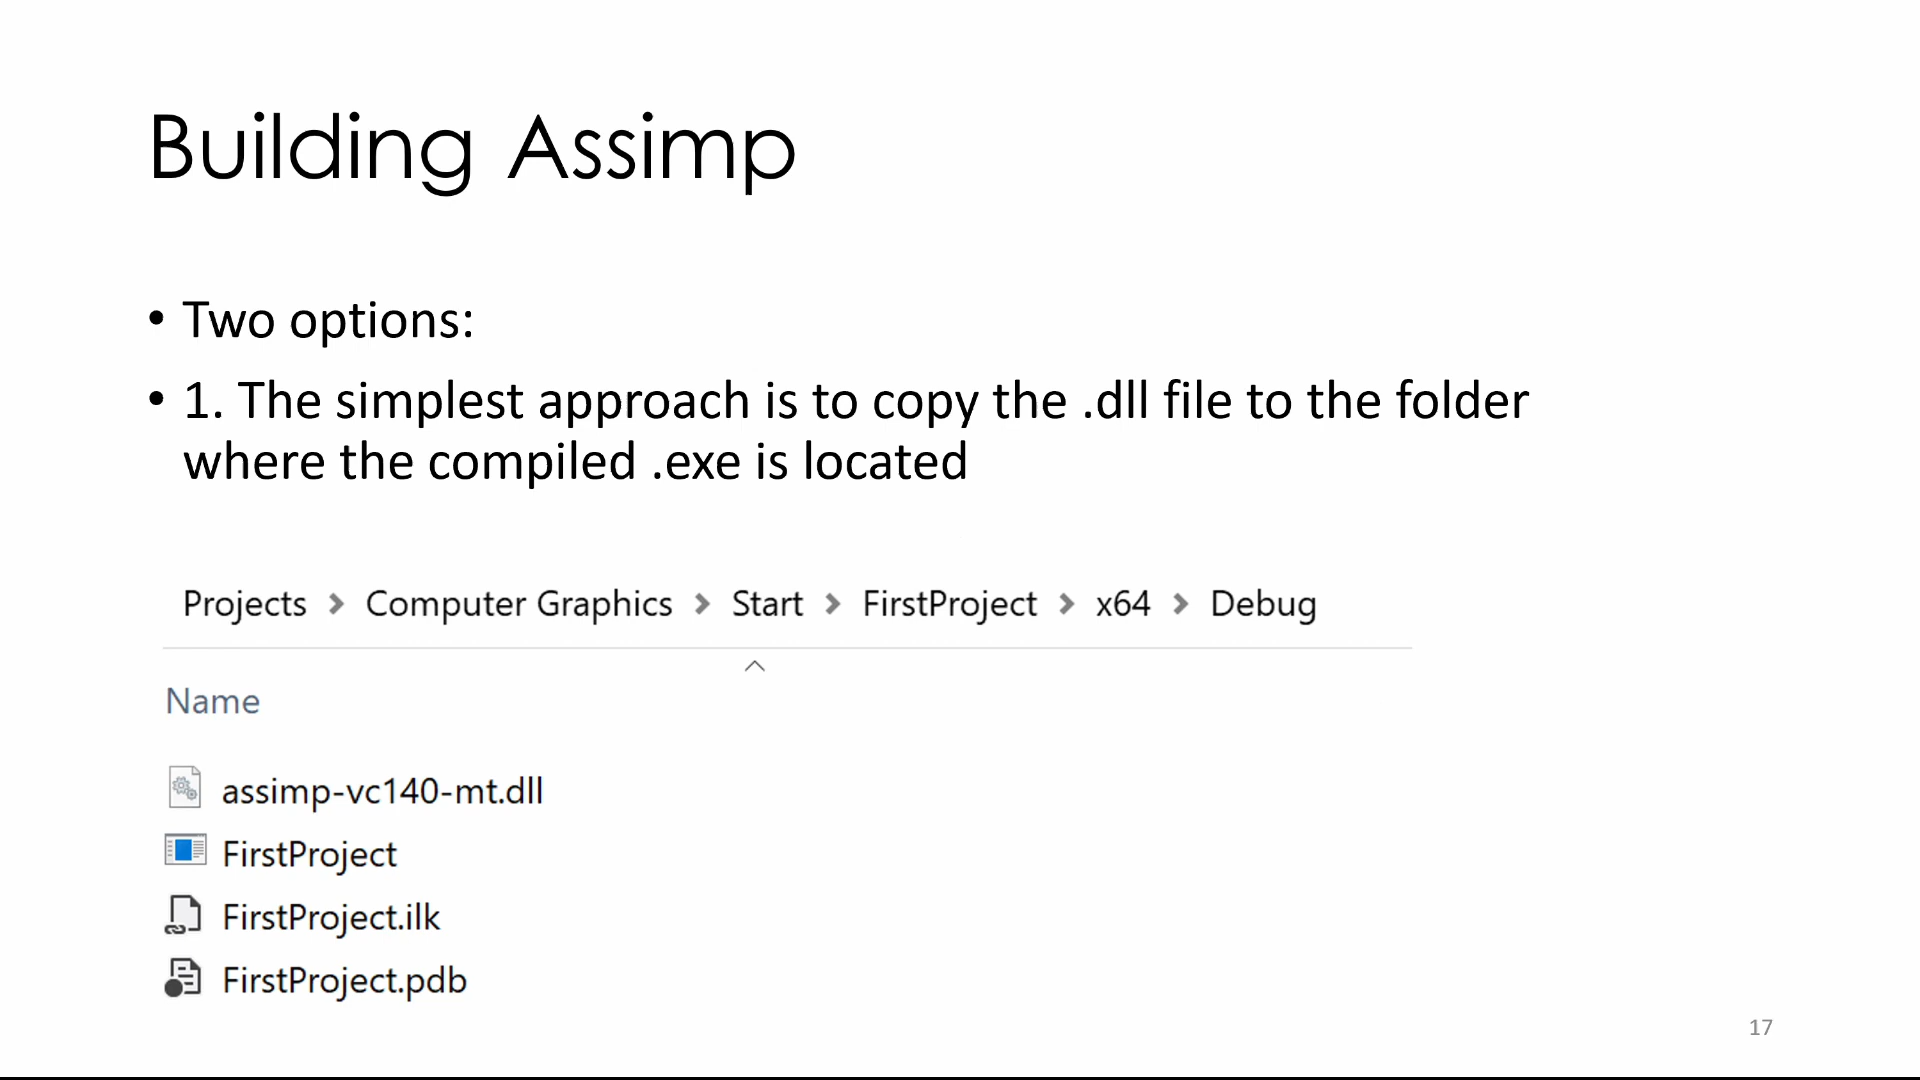 Building Assimp
• Two options:
• 1. The simplest approach is to copy the .dll file to the folder
where the compiled .exe is located
Projects > Computer Graphics > Start > FirstProject > x64 > Debug
Name
assimp-vc140-mt.dll
FirstProject
FirstProject.ilk
FirstProject.pdb
17